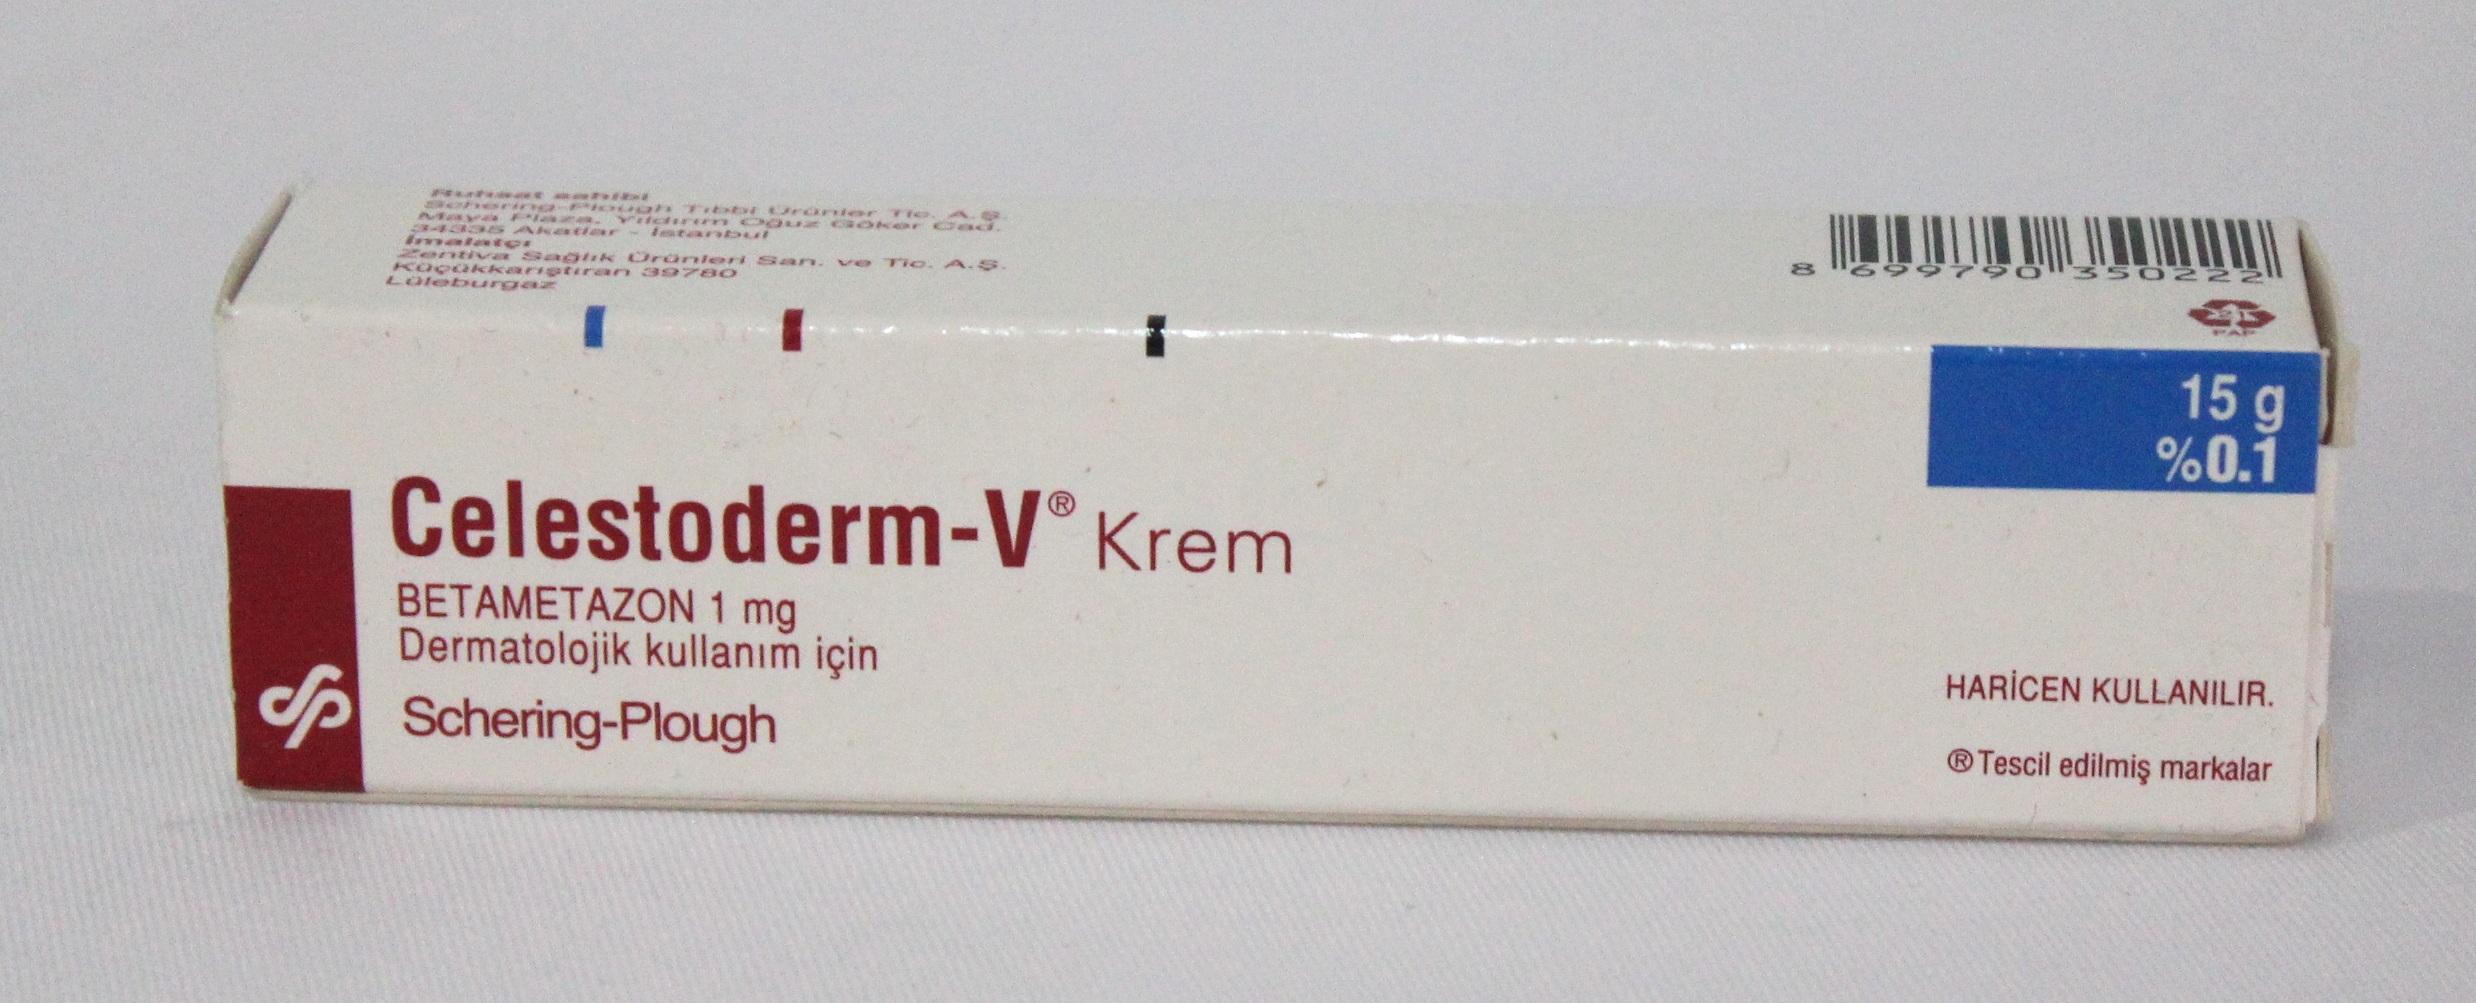 Ruhsat sahibi
Schering-Plough Tıbbi Ürünler Tic. A.Ş.
Maya Plaza, Yıldırım Oğuz Göker Cad.
34335 Akatlar - İstanbul
İmalatçı
Zentiva Sağlık Ürünleri San. ve Tic. A.Ş.
Küçükkarıştıran 39780
Lüleburgaz
8 699790 350222
PAP
15 g
%0.1
Celestoderm-V® Krem
BETAMETAZON 1 mg
Dermatolojik kullanım için
Schering-Plough
HARİCEN KULLANILIR.
® Tescil edilmiş markalar